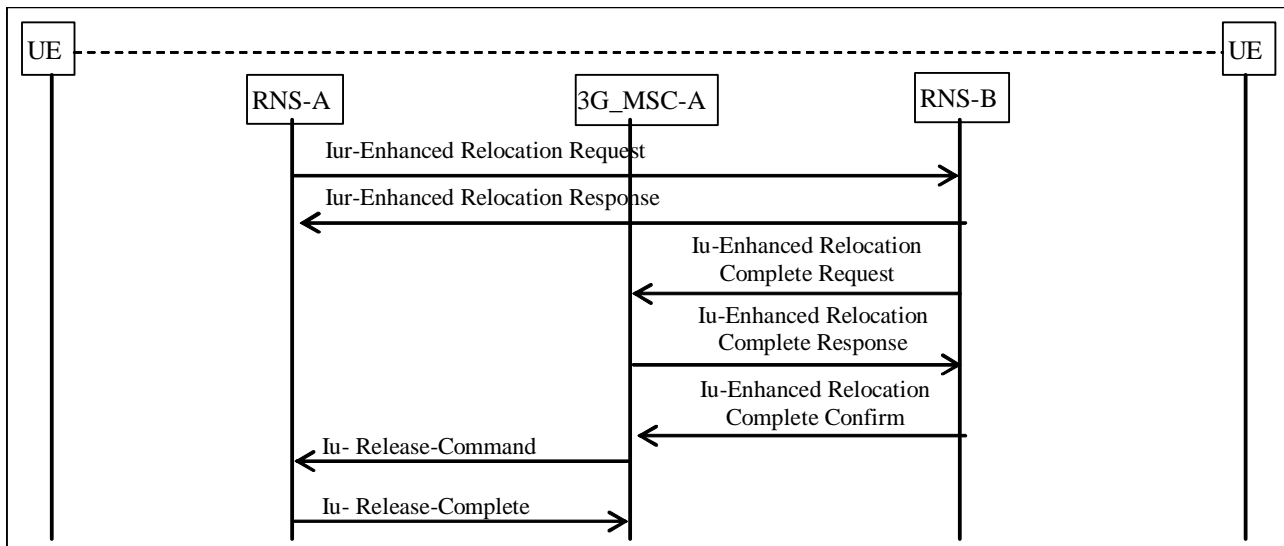 UE
UE
RNS-A
3G_MSC-A
RNS-B
Iur-Enhanced Relocation Request
Iur-Enhanced Relocation Response
Iu-Enhanced Relocation
Complete Request
Iu-Enhanced Relocation
Complete Response
Iu-Enhanced Relocation
Complete Confirm
Iu- Release-Command
Iu- Release-Complete